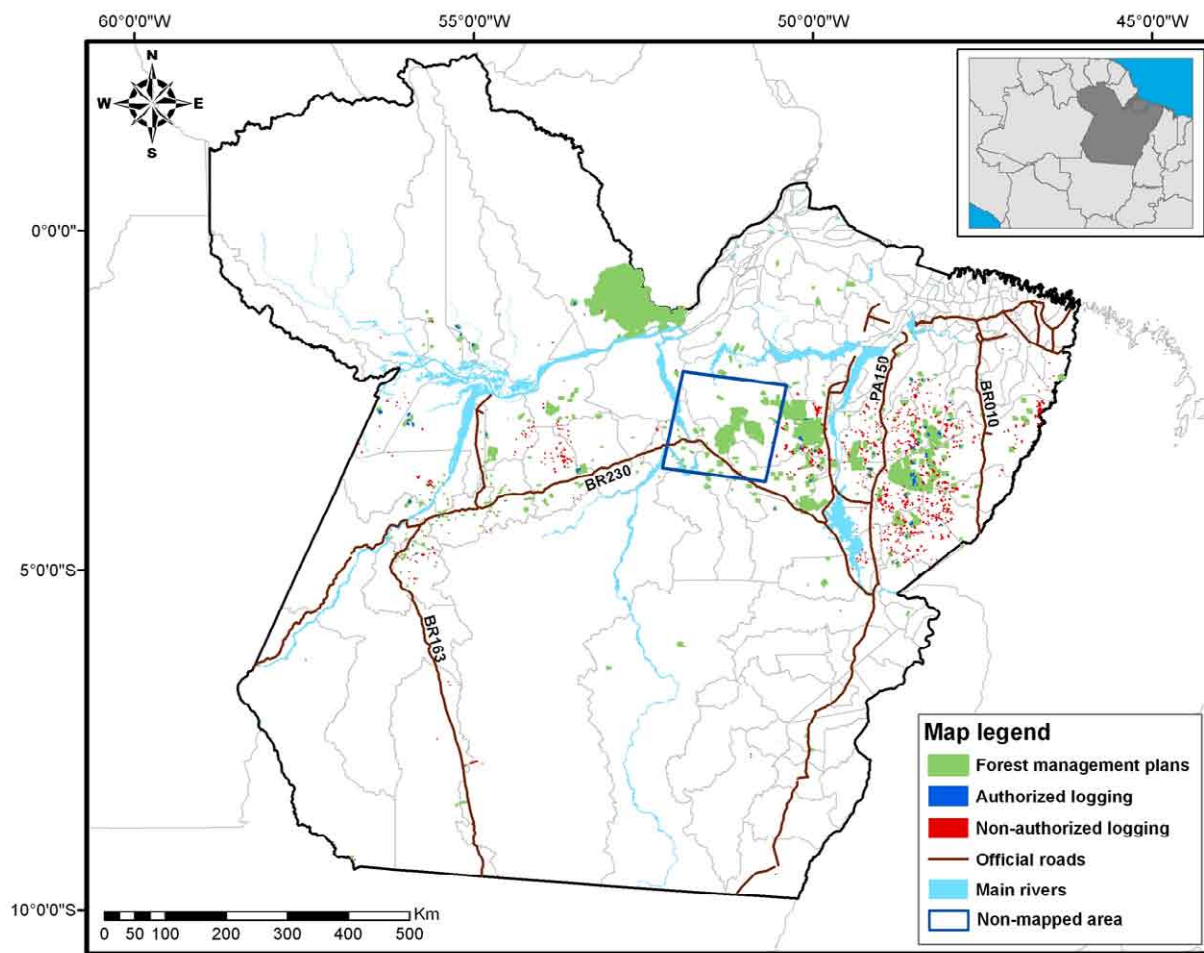 60°0'0"W 55°0'0"W 50°0'0"W 45°0'0"W
N
W E
S
0°0'0"
PA150
BR010
BR230
5°0'0"S
BR163
Map legend
Forest management plans
Authorized logging
Non-authorized logging
Official roads
Main rivers
Non-mapped area
10°0'0"S
Km
0 50 100 200 300 400 500